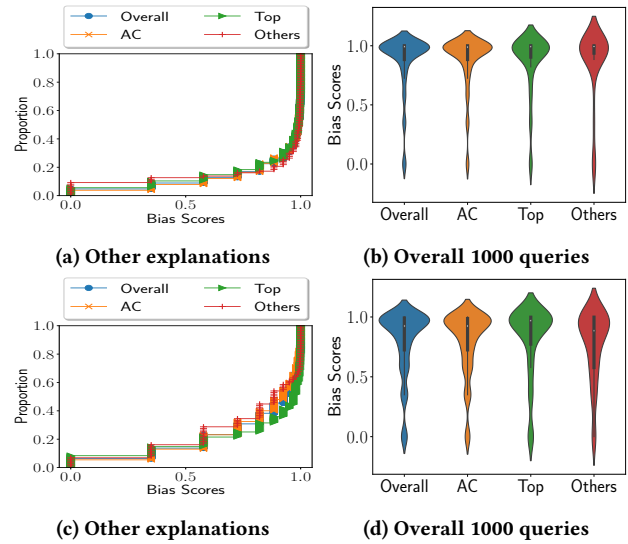 Overall Top
AC Others
1.0
0.8
0.6
0.4
0.2
0.0
Proportion
0.0 0.5 1.0
Bias Scores
(a) Other explanations
1.0
0.5
0.0
Bias Scores
Overall AC Top Others
(b) Overall 1000 queries
Overall Top
AC Others
1.0
0.8
0.6
0.4
0.2
0.0
Proportion
0.0 0.5 1.0
Bias Scores
(c) Other explanations
1.0
0.5
0.0
Bias Scores
Overall AC Top Others
(d) Overall 1000 queries